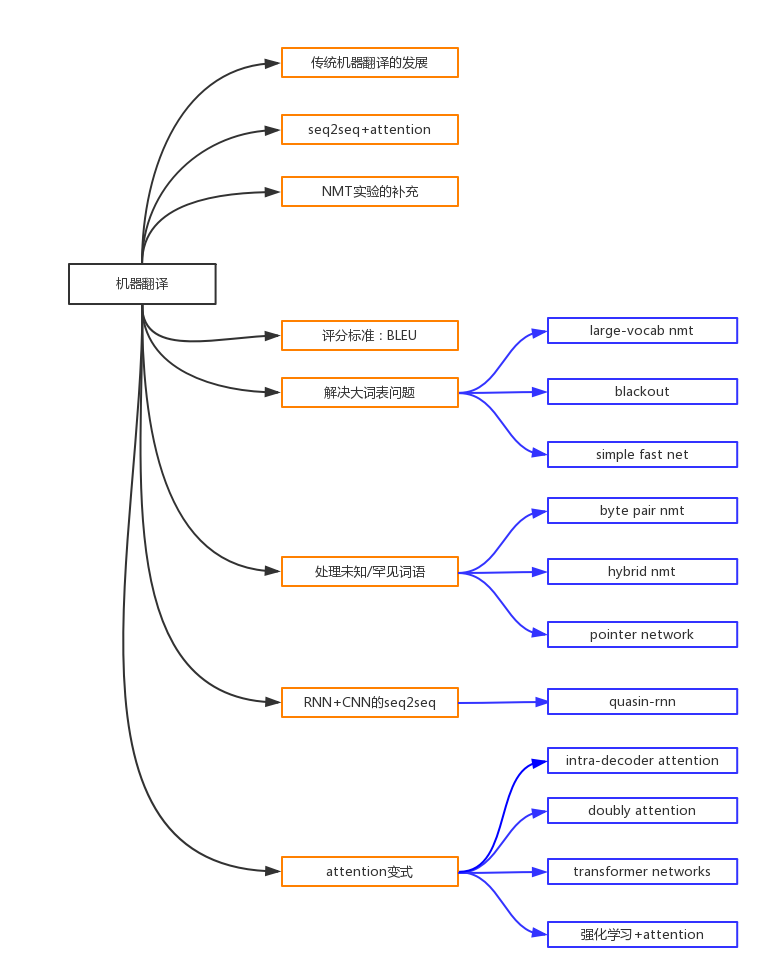 传统机器翻译的发展
seq2seq+attention
NMT实验的补充
机器翻译
评分标准：BLEU
large-vocab nmt
解决大词表问题
blackout
simple fast net
byte pair nmt
处理未知/罕见词语
hybrid nmt
pointer network
RNN+CNN的seq2seq
quasin-rnn
intra-decoder attention
doubly attention
attention变式
transformer networks
强化学习+attention